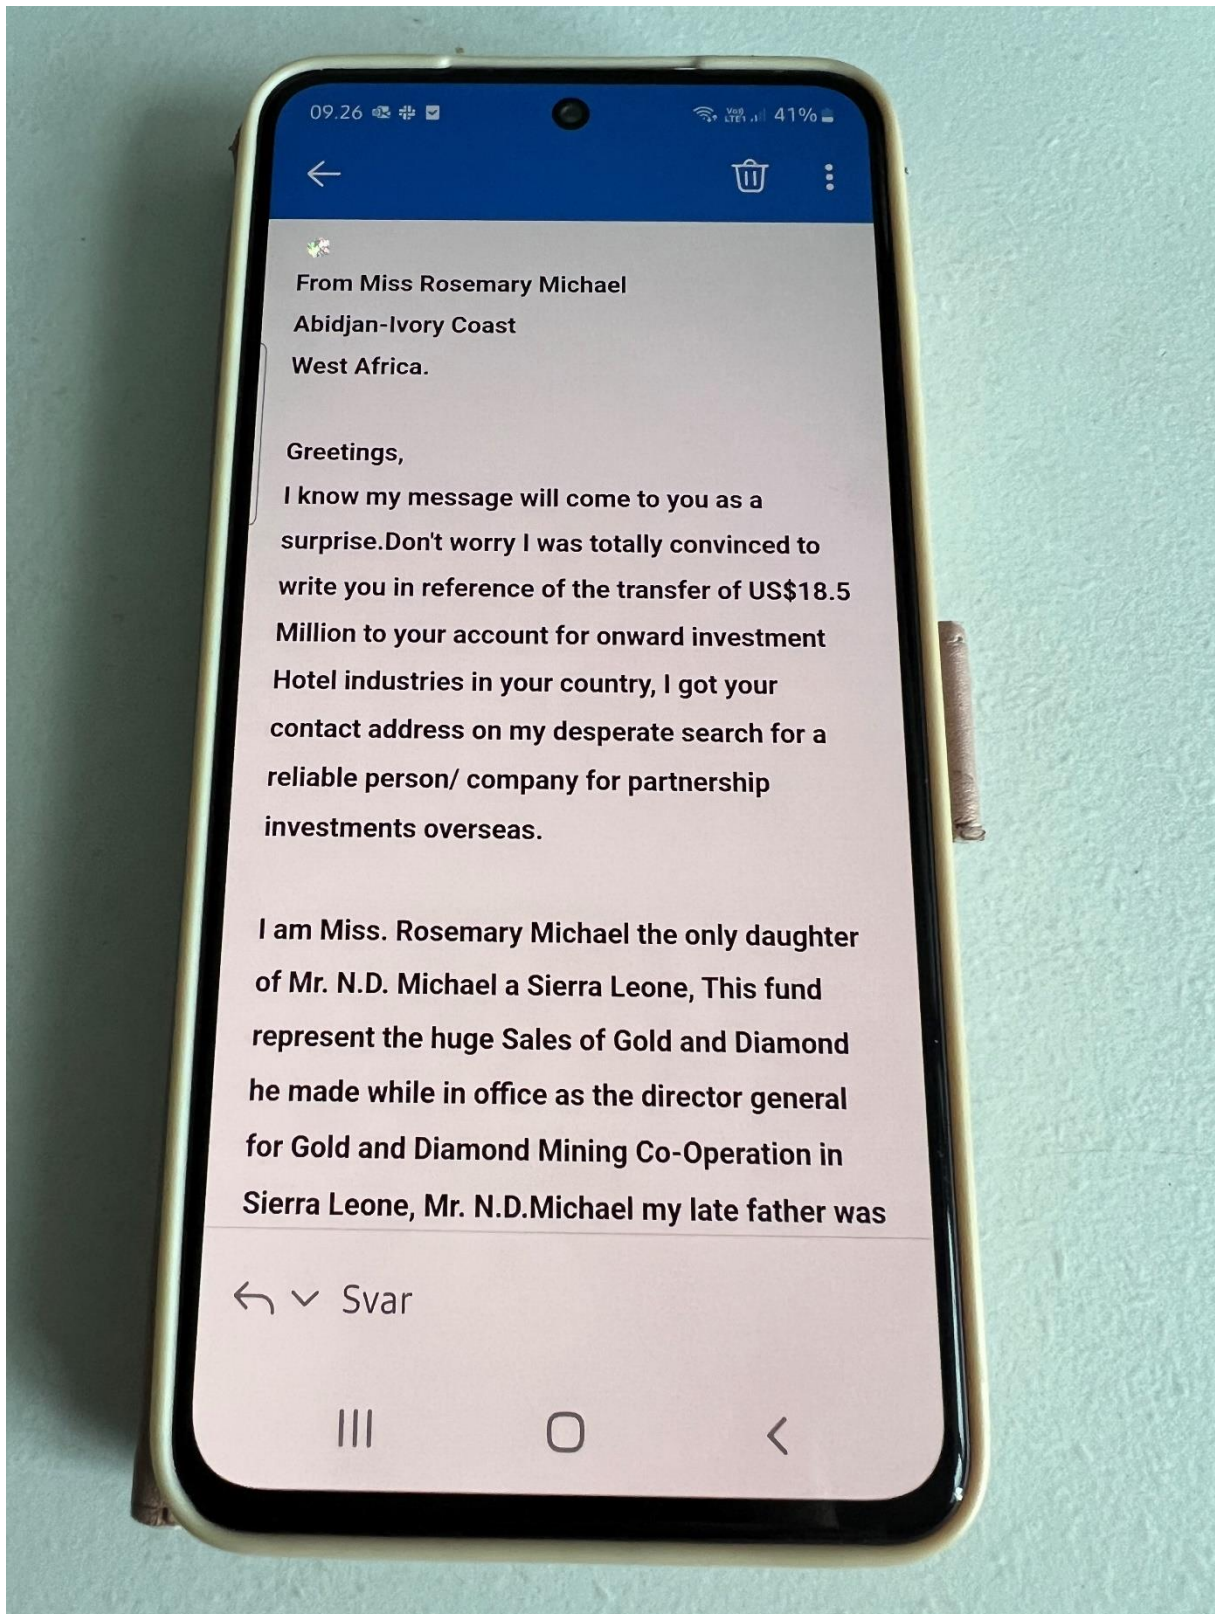 09.26
Vo))
LTE1
41%
From Miss Rosemary Michael
Abidjan-Ivory Coast
West Africa.
Greetings,
I know my message will come to you as a
surprise.Don't worry I was totally convinced to
write you in reference of the transfer of US$18.5
Million to your account for onward investment
Hotel industries in your country, I got your
contact address on my desperate search for a
reliable person/ company for partnership
investments overseas.
I am Miss. Rosemary Michael the only daughter
of Mr. N.D. Michael a Sierra Leone, This fund
represent the huge Sales of Gold and Diamond
he made while in office as the director general
for Gold and Diamond Mining Co-Operation in
Sierra Leone, Mr. N.D.Michael my late father was
Svar